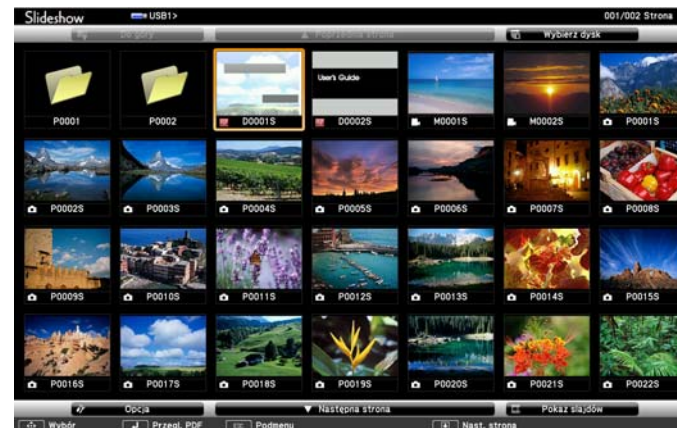 Slideshow USB1> 001/002 Strona
Do góry ▲ Poprzednia strona Wybierz dysk
User's Guide
P0001 P0002 D0001S D0002S M0001S M0002S P0001S
P0002S P0003S P0004S P0005S P0006S P0007S P0008S
P0009S P0010S P0011S P0012S P0013S P0014S P0015S
P0016S P0017S P0018S P0019S P0020S P0021S P0022S
Opcja ▼ Następna strona Pokaz slajdów
Wybór Przegl. PDF Podmenu Nast. strona